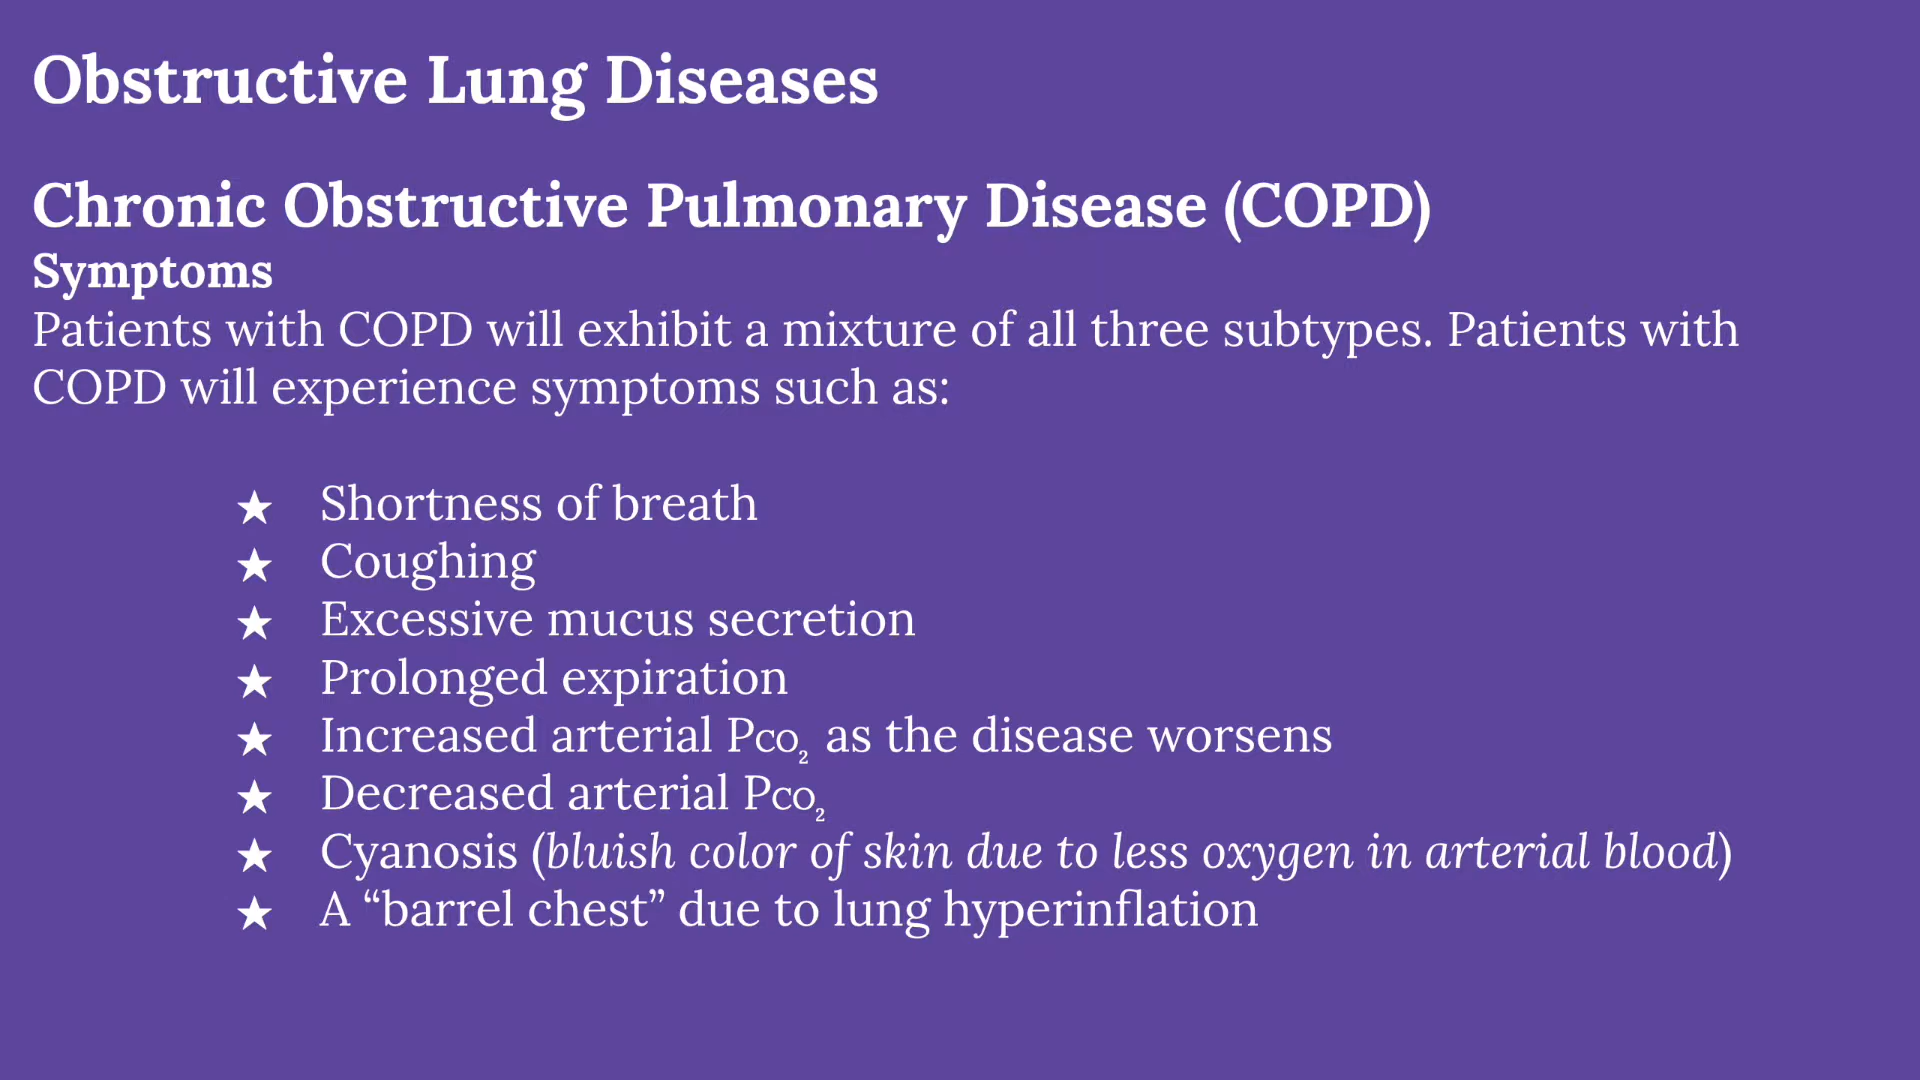 Obstructive Lung Diseases
Chronic Obstructive Pulmonary Disease (COPD)
Symptoms
Patients with COPD will exhibit a mixture of all three subtypes. Patients with
COPD will experience symptoms such as:
★ Shortness of breath
★ Coughing
★ Excessive mucus secretion
★ Prolonged expiration
★ Increased arterial Pco₂ as the disease worsens
★ Decreased arterial Pco₂
★ Cyanosis (bluish color of skin due to less oxygen in arterial blood)
★ A “barrel chest” due to lung hyperinflation